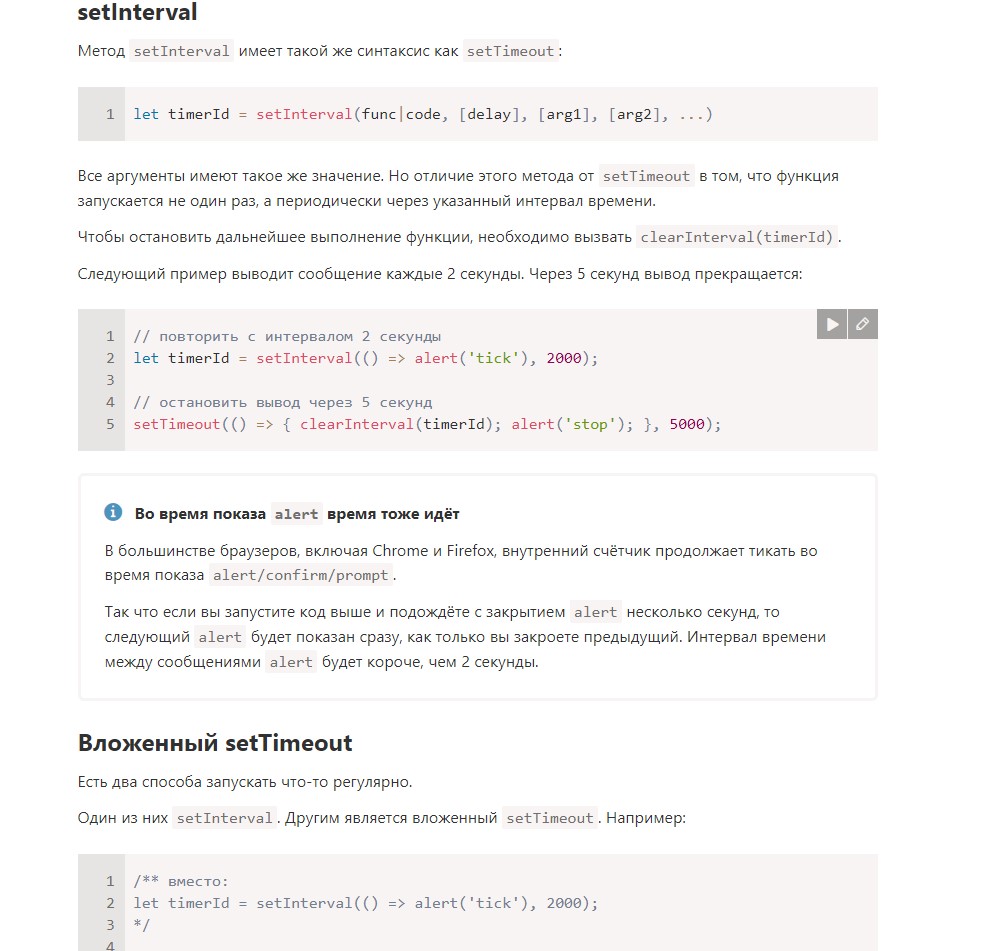 setInterval
Метод setInterval имеет такой же синтаксис как setTimeout:
1 let timerId = setInterval(func|code, [delay], [arg1], [arg2], ...)
Все аргументы имеют такое же значение. Но отличие этого метода от setTimeout в том, что функция
запускается не один раз, а периодически через указанный интервал времени.
Чтобы остановить дальнейшее выполнение функции, необходимо вызвать clearInterval(timerId).
Следующий пример выводит сообщение каждые 2 секунды. Через 5 секунд вывод прекращается:
1 // повторить с интервалом 2 секунды
2 let timerId = setInterval(() => alert('tick'), 2000);
3
4 // остановить вывод через 5 секунд
5 setTimeout(() => { clearInterval(timerId); alert('stop'); }, 5000);
Во время показа alert время тоже идёт
В большинстве браузеров, включая Chrome и Firefox, внутренний счётчик продолжает тикать во
время показа alert/confirm/prompt.
Так что если вы запустите код выше и подождёте с закрытием alert несколько секунд, то
следующий alert будет показан сразу, как только вы закроете предыдущий. Интервал времени
между сообщениями alert будет короче, чем 2 секунды.
Вложенный setTimeout
Есть два способа запускать что-то регулярно.
Один из них setInterval. Другим является вложенный setTimeout. Например:
1 /** вместо:
2 let timerId = setInterval(() => alert('tick'), 2000);
3 */
4